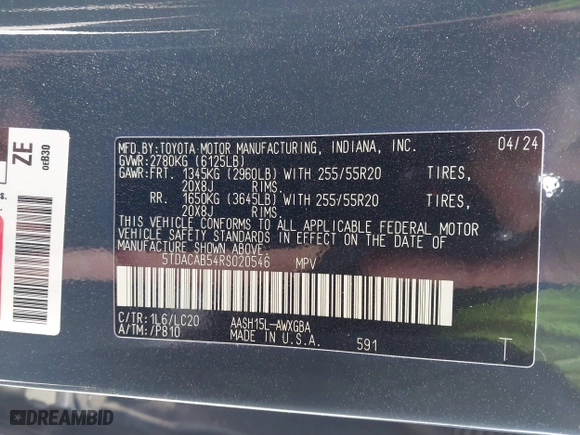 ZE
0EB30
s.
MFD.BY:TOYOTA MOTOR MANUFACTURING, INDIANA, INC. 04/24
GVWR:2780KG (6125LB)
GAWR:FRT. 1345KG (2960LB) WITH 255/55R20 TIRES,
20X8J RIMS.
RR. 1650KG (3645LB) WITH 255/55R20 TIRES,
20X8J RIMS.
THIS VEHICLE CONFORMS TO ALL APPLICABLE FEDERAL MOTOR
VEHICLE SAFETY STANDARDS IN EFFECT ON THE DATE OF
MANUFACTURE SHOWN ABOVE.
5TDACAB54RS020546 MPV
C/TR:1L6/LC20 AASH15L-AWXGBA
A/TM:/P810 MADE IN U.S.A. 591
T
DREAMBID